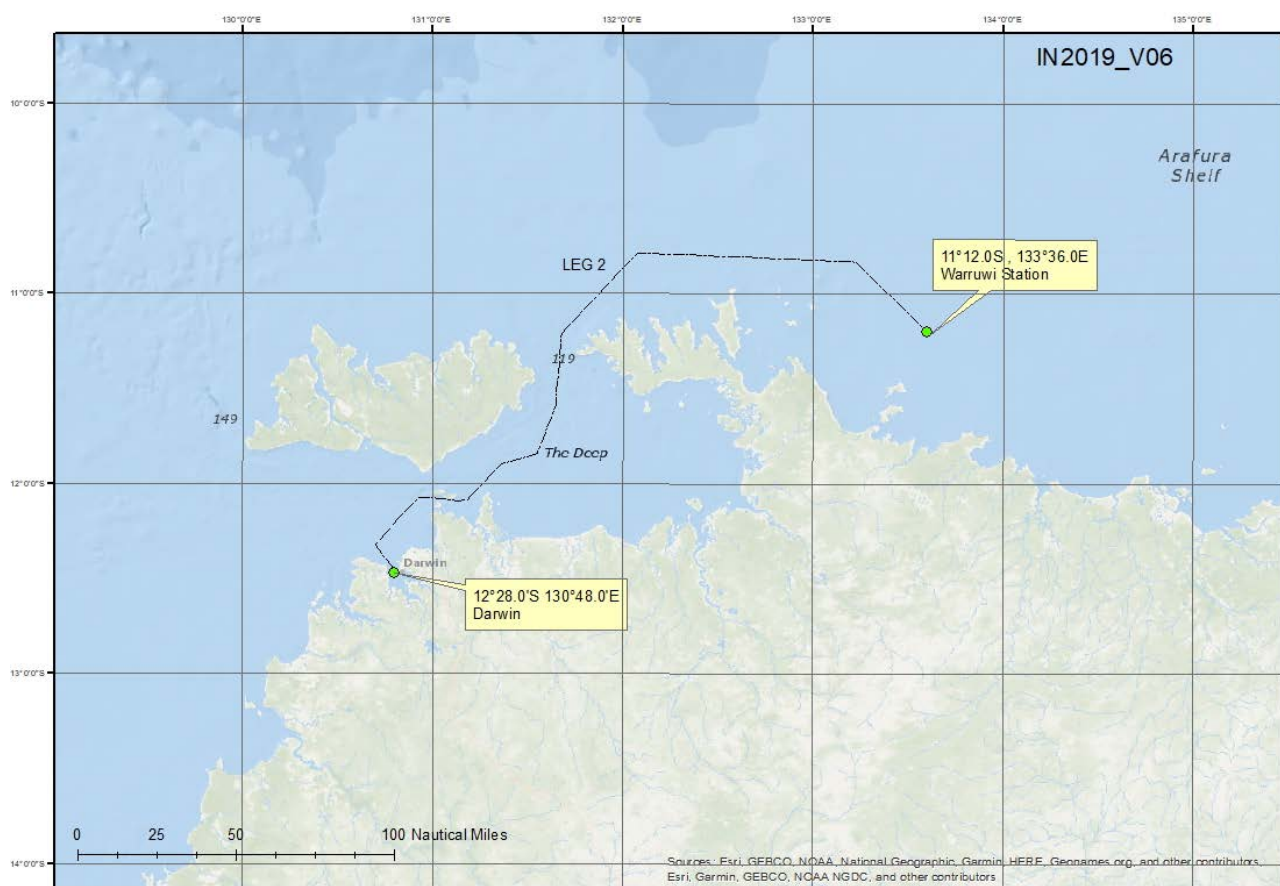 130°0'0"E 131°0'0"E 132°0'0"E 133°0'0"E 134°0'0"E 135°0'0"E
IN2019_V06
10°0'0"S
Arafura
Shelf
11°12.0S , 133°36.0E
Warruwi Station
LEG 2
11°0'0"S
119
149
The Deep
12°0'0"S
Darwin
12°28.0'S 130°48.0'E
Darwin
13°0'0"S
0 25 50 100 Nautical Miles
14°0'0"S
Sources: Esri, GEBCO, NOAA, National Geographic, Garmin, HERE, Geonames.org, and other contributors,
Esri, Garmin, GEBCO, NOAA NGDC, and other contributors